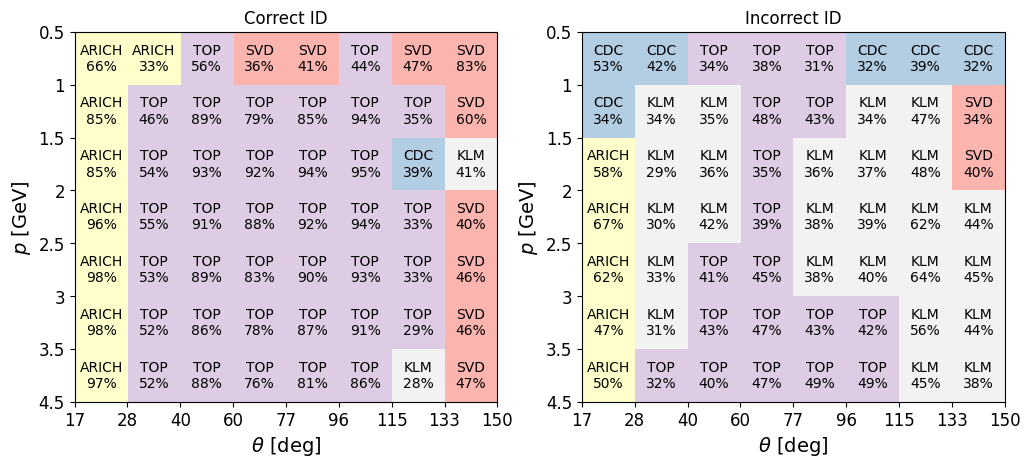 Correct ID
0.5
1
1.5
2
2.5
3
3.5
4.5
p [GeV]
ARICH ARICH TOP SVD SVD TOP SVD SVD
66% 33% 56% 36% 41% 44% 47% 83%
ARICH TOP TOP TOP TOP TOP TOP SVD
85% 46% 89% 79% 85% 94% 35% 60%
ARICH TOP TOP TOP TOP TOP CDC KLM
85% 54% 93% 92% 94% 95% 39% 41%
ARICH TOP TOP TOP TOP TOP TOP SVD
96% 55% 91% 88% 92% 94% 33% 40%
ARICH TOP TOP TOP TOP TOP TOP SVD
98% 53% 89% 83% 90% 93% 33% 46%
ARICH TOP TOP TOP TOP TOP TOP SVD
98% 52% 86% 78% 87% 91% 29% 46%
ARICH TOP TOP TOP TOP TOP KLM SVD
97% 52% 88% 76% 81% 86% 28% 47%
17 28 40 60 77 96 115 133 150
θ [deg]
Incorrect ID
0.5
1
1.5
2
2.5
3
3.5
4.5
p [GeV]
CDC CDC TOP TOP TOP CDC CDC CDC
53% 42% 34% 38% 31% 32% 39% 32%
CDC KLM KLM TOP TOP KLM KLM SVD
34% 34% 35% 48% 43% 34% 47% 34%
ARICH KLM KLM TOP KLM KLM KLM SVD
58% 29% 36% 35% 36% 37% 48% 40%
ARICH KLM KLM TOP KLM KLM KLM KLM
67% 30% 42% 39% 38% 39% 62% 44%
ARICH KLM TOP TOP KLM KLM KLM KLM
62% 33% 41% 45% 38% 40% 64% 45%
ARICH KLM TOP TOP TOP TOP KLM KLM
47% 31% 43% 47% 43% 42% 56% 44%
ARICH TOP TOP TOP TOP TOP KLM KLM
50% 32% 40% 47% 49% 49% 45% 38%
17 28 40 60 77 96 115 133 150
θ [deg]